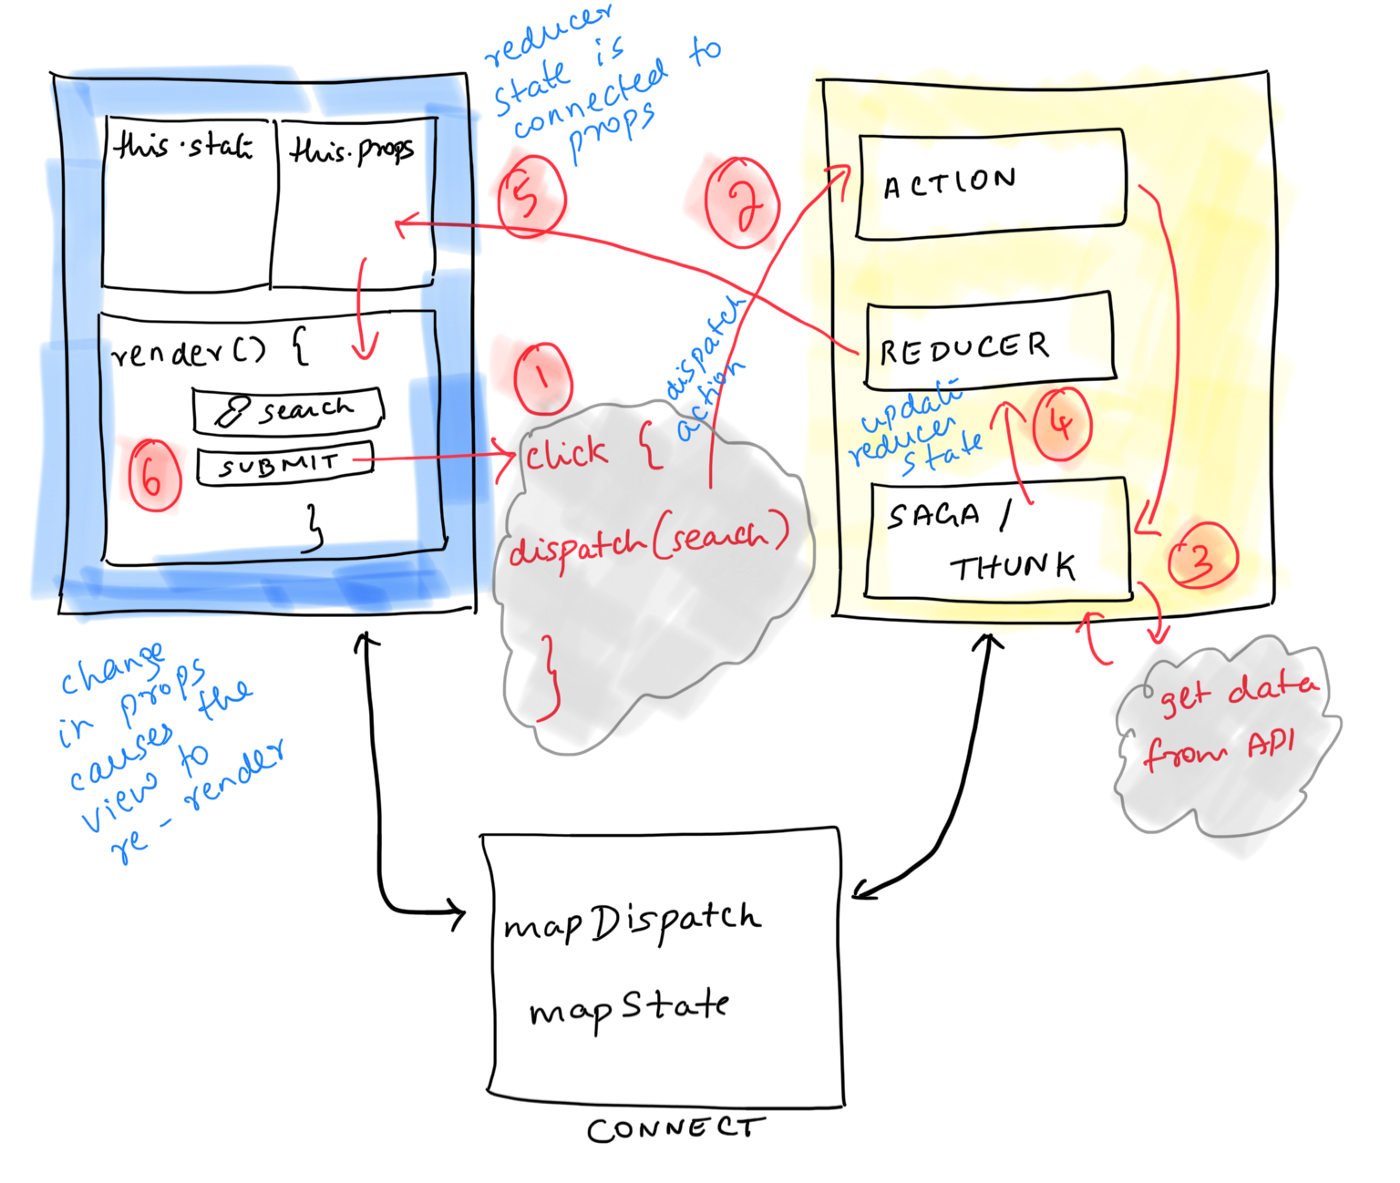 reducer
state is
connected to
props
this.state
this.props
5
2
ACTION
render() {
search
SUBMIT
}
6
1
click {
dispatch(search)
}
dispatch
action
REDUCER
update
reducer
state
4
SAGA /
THUNK
3
get data
from API
change
in props
causes the
view to
re-render
mapDispatch
mapState
CONNECT